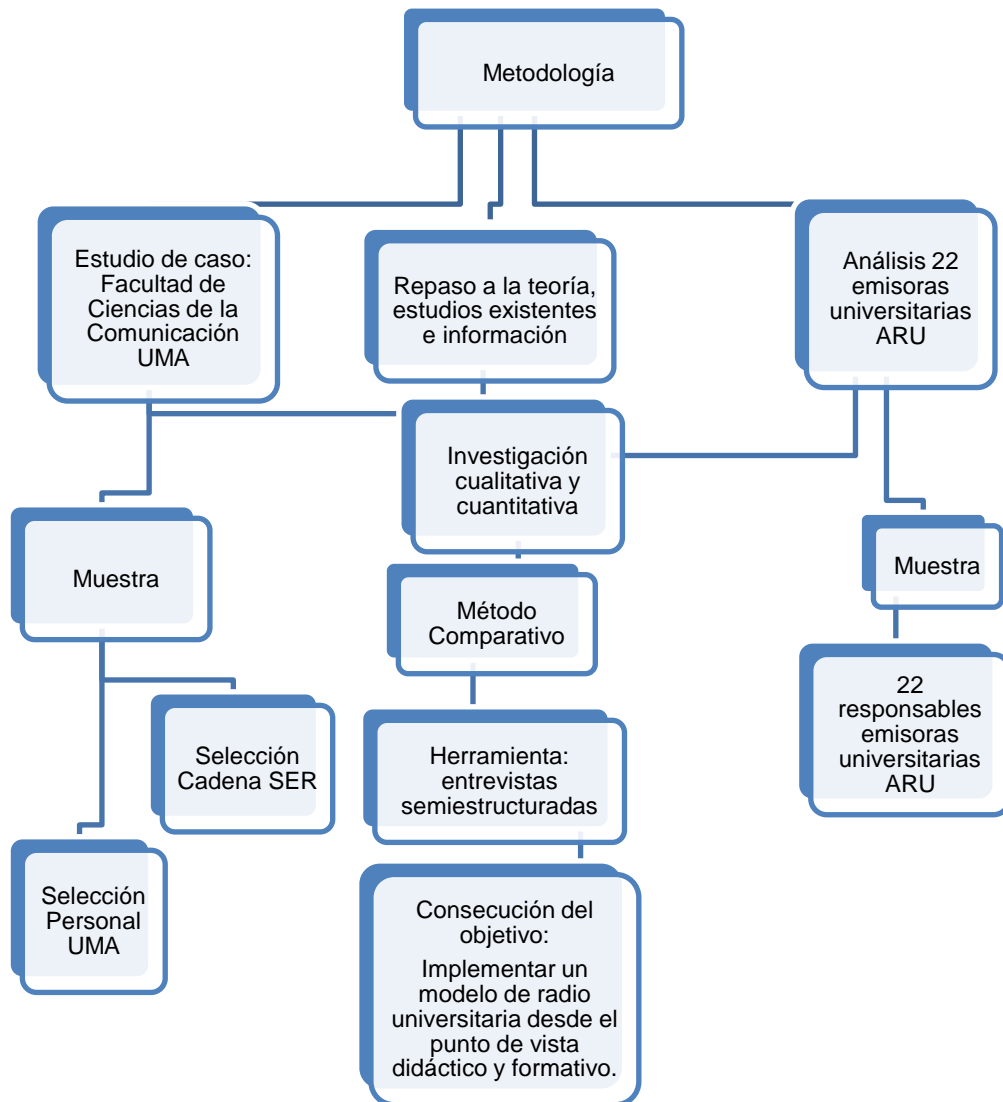 Metodología
Estudio de caso:
Facultad de
Ciencias de la
Comunicación
UMA
Repaso a la teoría,
estudios existentes
e información
Análisis 22
emisoras
universitarias
ARU
Investigación
cualitativa y
cuantitativa
Muestra
Muestra
Método
Comparativo
22
responsables
emisoras
universitarias
ARU
Selección
Cadena SER
Herramienta:
entrevistas
semiestructuradas
Selección
Personal
UMA
Consecución del
objetivo:
Implementar un
modelo de radio
universitaria desde el
punto de vista
didáctico y formativo.